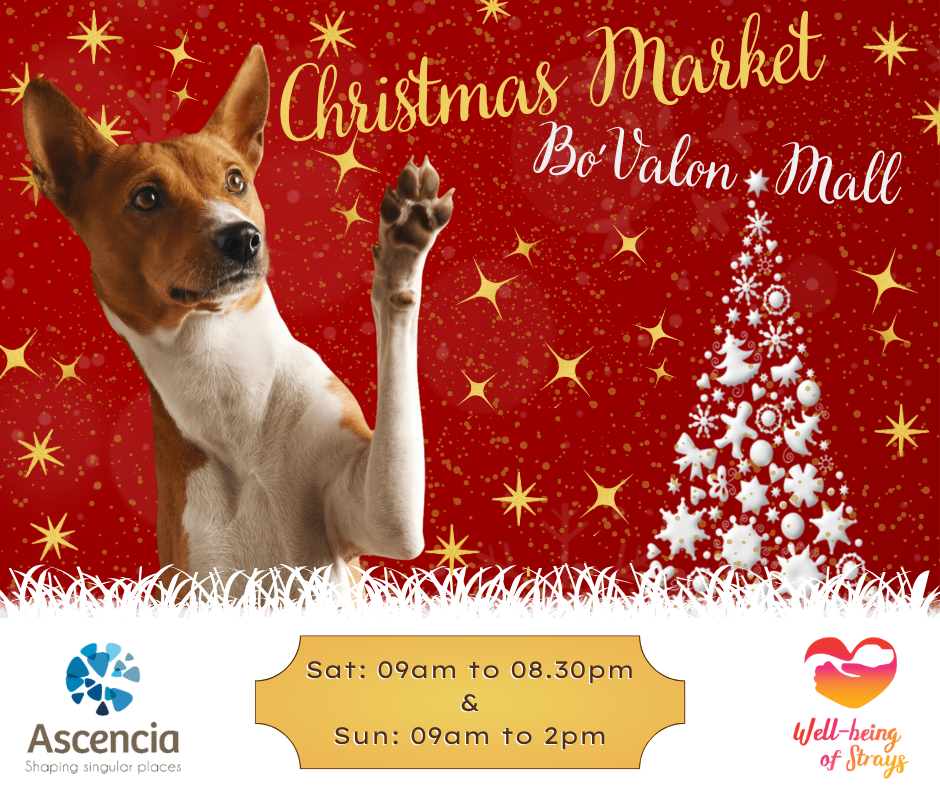 Christmas Market
Bo'Valon Mall
Sat: 09am to 08.30pm
&
Sun: 09am to 2pm
Ascencia
Shaping singular places
Well-being
of Strays